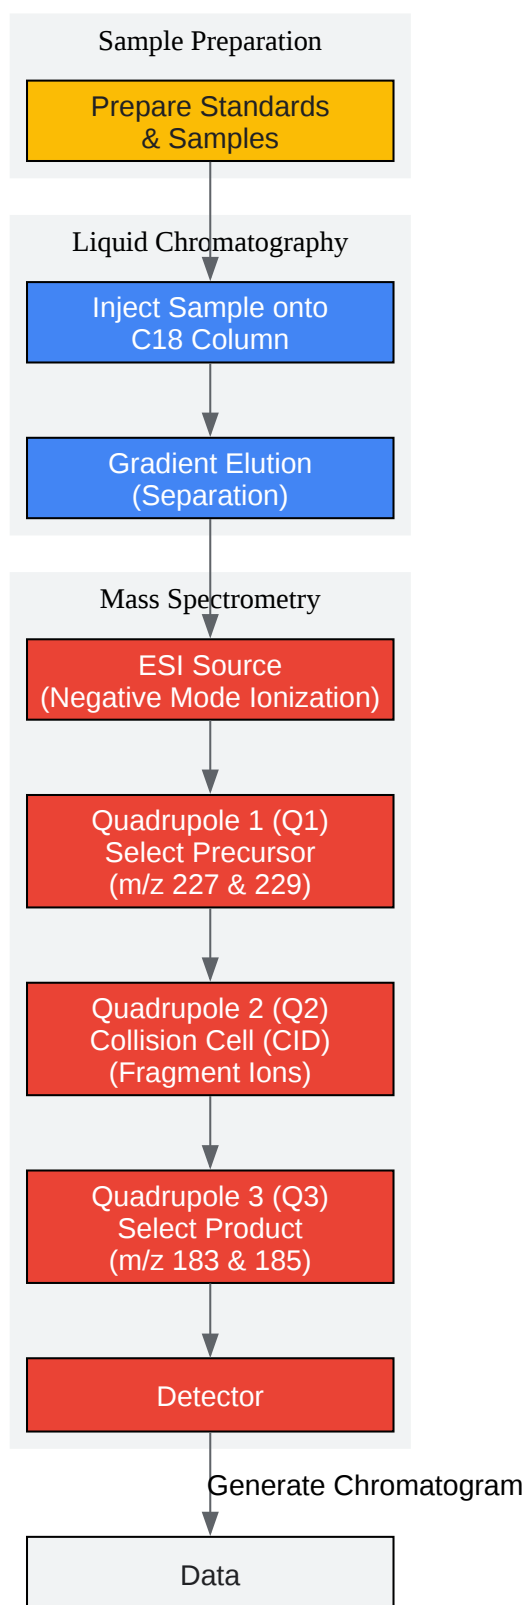 Sample Preparation
Prepare Standards
& Samples
Liquid Chromatography
Inject Sample onto
C18 Column
Gradient Elution
(Separation)
Mass Spectrometry
ESI Source
(Negative Mode Ionization)
Quadrupole 1 (Q1)
Select Precursor
(m/z 227 & 229)
Quadrupole 2 (Q2)
Collision Cell (CID)
(Fragment Ions)
Quadrupole 3 (Q3)
Select Product
(m/z 183 & 185)
Detector
Generate Chromatogram
Data